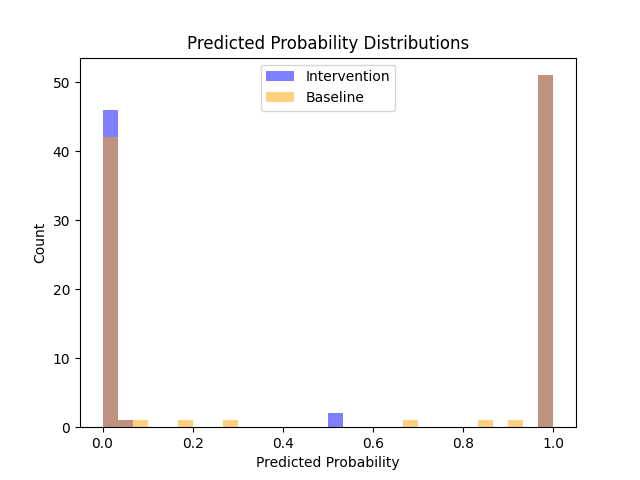 Predicted Probability Distributions
Intervention
Baseline
50
40
30
20
10
0
Count
0.0 0.2 0.4 0.6 0.8 1.0
Predicted Probability